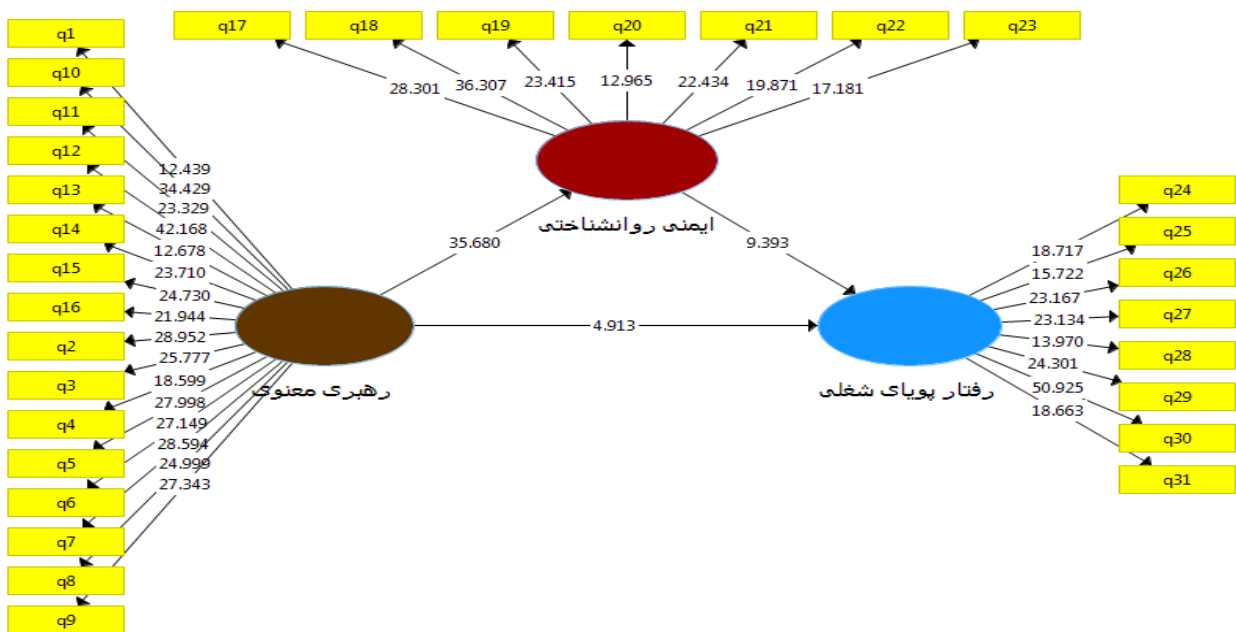 q1
q10
q11
q12
q13
q14
q15
q16
q2
q3
q4
q5
q6
q7
q8
q9
q17
q18
q19
q20
q21
q22
q23
28.301
36.307
23.415
12.965
22.434
19.871
17.181
ایمنی روانشناختی
12.439
34.429
23.329
42.168
12.678
23.710
24.730
21.944
28.952
25.777
18.599
27.998
27.149
28.594
24.999
27.343
رهبری معنوی
35.680
9.393
4.913
رفتار پویای شغلی
18.717
15.722
23.167
23.134
13.970
24.301
50.925
18.663
q24
q25
q26
q27
q28
q29
q30
q31